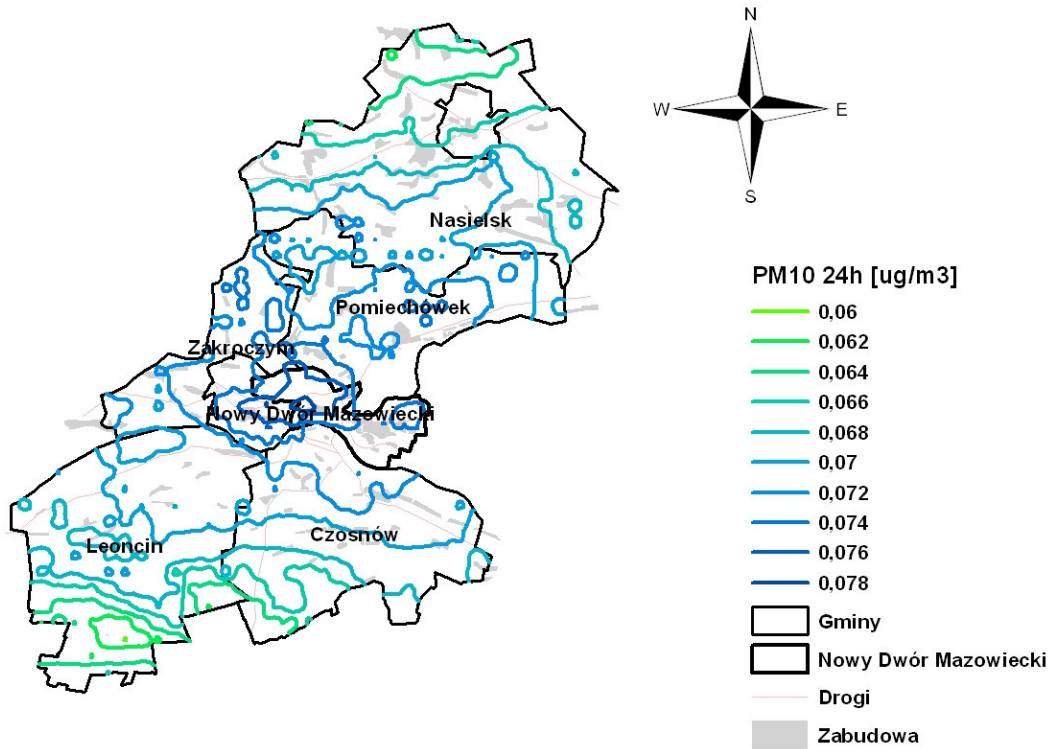 N
W
E
S
Nasielsk
Pomiechówek
Zakroczym
Nowy Dwór Mazowiecki
Czosnów
Leoncin
PM10 24h [ug/m3]
0.06
0,062
0,064
0,066
0,068
0,07
0,072
0,074
0,076
0,078
Gminy
Nowy Dwór Mazowiecki
Drogi
Zabudowa